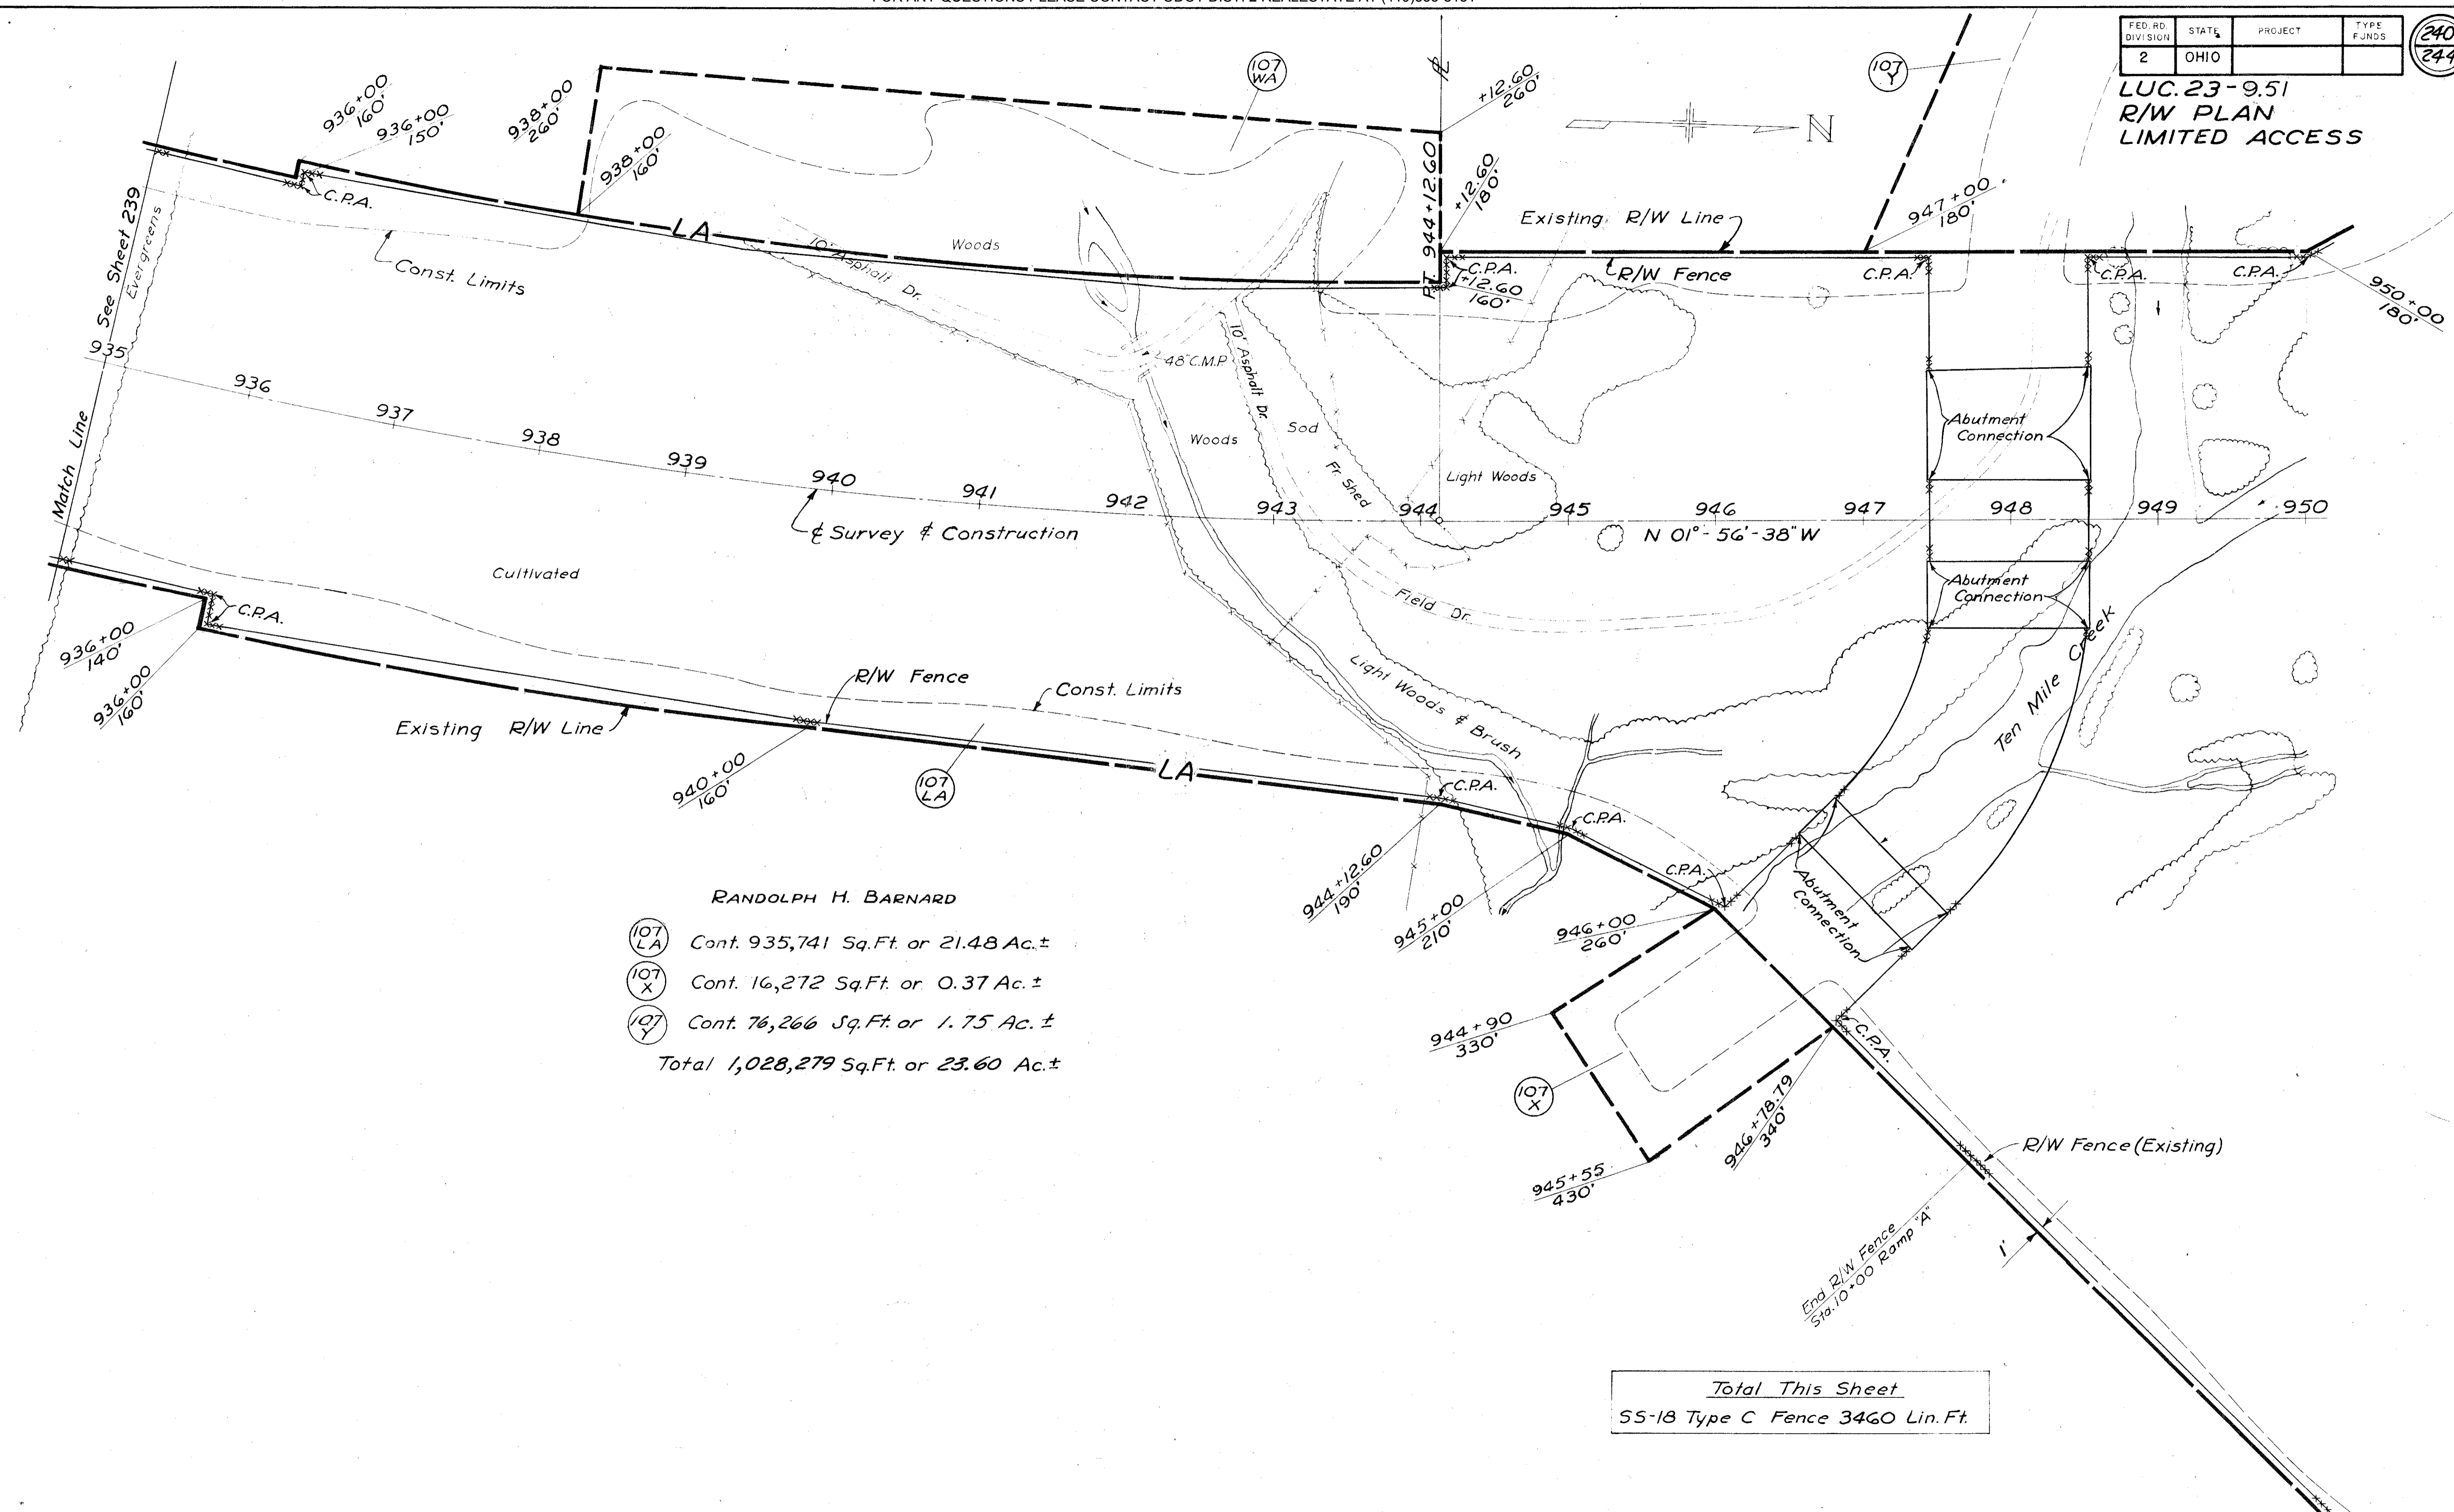 FED. RD. DIVISION STATE PROJECT TYPE FUNDS
2 OHIO
240
244
LUC. 23-9.51
R/W PLAN
LIMITED ACCESS
107 WA
107 Y
936+00
160'
936+00
150'
938+00
260'
938+00
160'
+12.60
260'
+12.60
180'
P.T. 944+12.60
N
947+00
180'
Existing R/W Line
R/W Fence
C.P.A.
C.P.A.
+12.60
160'
C.P.A.
C.P.A.
C.P.A.
950+00
180'
See Sheet 239
Match Line
Evergreens
Const. Limits
LA
10' Asphalt Dr.
Woods
48" C.M.P.
10' Asphalt Dr.
Woods
Sod
Fr. Shed
Light Woods
Abutment
Connection
935
936
937
938
939
940
941
942
943
944
945
946
947
948
949
950
℄ Survey & Construction
N 01°-56'-38" W
Cultivated
Field Dr.
Abutment
Connection
Ten Mile Creek
C.P.A.
936+00
140'
936+00
160'
Existing R/W Line
R/W Fence
Const. Limits
Light Woods & Brush
940+00
160'
107 LA
LA
C.P.A.
C.P.A.
C.P.A.
944+12.60
190'
945+00
210'
946+00
260'
Abutment
Connection
RANDOLPH H. BARNARD
107 LA Cont. 935,741 Sq.Ft. or 21.48 Ac.±
107 X Cont. 16,272 Sq.Ft. or 0.37 Ac.±
107 Y Cont. 76,266 Sq.Ft. or 1.75 Ac.±
Total 1,028,279 Sq.Ft. or 23.60 Ac.±
944+90
330'
107 X
945+55
430'
946+78.79
340'
C.P.A.
R/W Fence (Existing)
End R/W Fence
Sta. 10+00 Ramp "A"
1'
Total This Sheet
SS-18 Type C Fence 3460 Lin. Ft.